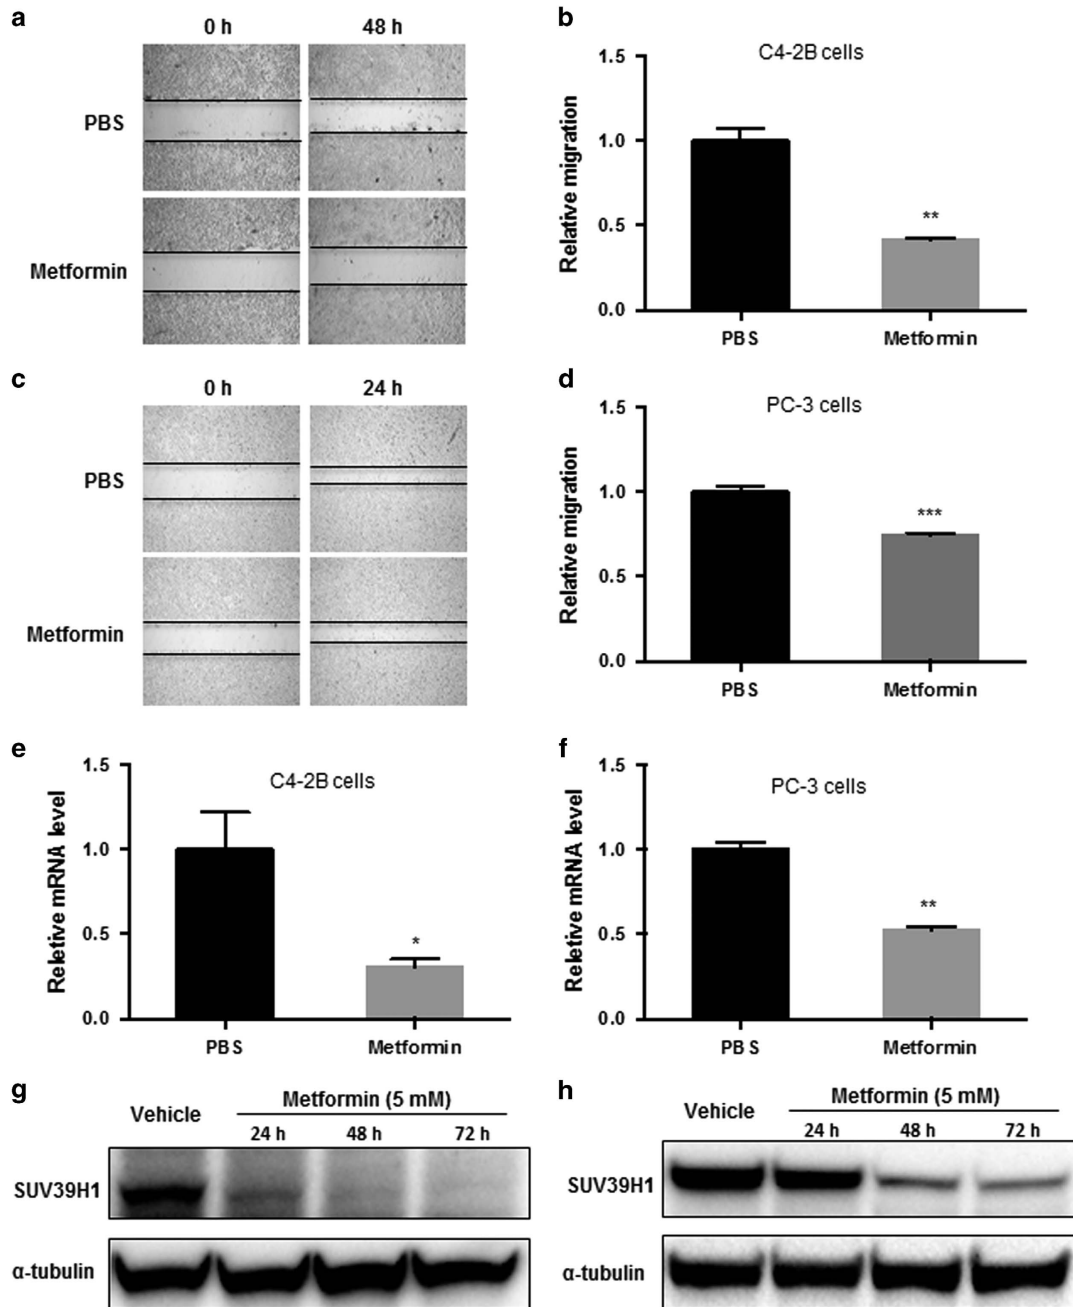 a
0 h
48 h
PBS
Metformin
b
C4-2B cells
Relative migration
1.5
1.0
0.5
0.0
**
PBS
Metformin
c
0 h
24 h
PBS
Metformin
d
PC-3 cells
Relative migration
1.5
1.0
0.5
0.0
***
PBS
Metformin
e
C4-2B cells
Reletive mRNA level
1.5
1.0
0.5
0.0
*
PBS
Metformin
f
PC-3 cells
Reletive mRNA level
1.5
1.0
0.5
0.0
**
PBS
Metformin
g
Vehicle
Metformin (5 mM)
24 h 48 h 72 h
SUV39H1
α-tubulin
h
Vehicle
Metformin (5 mM)
24 h 48 h 72 h
SUV39H1
α-tubulin